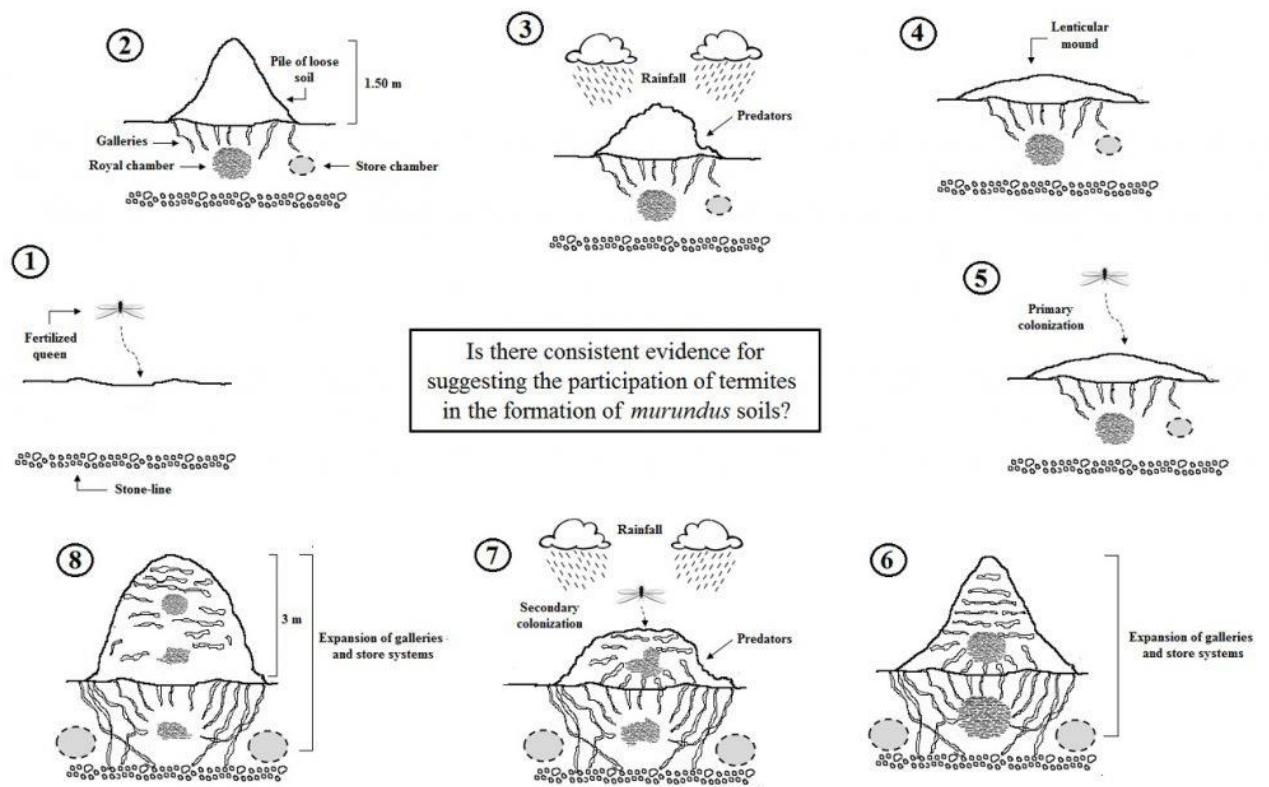 2
Pile of loose
soil
1.50 m
Galleries
Royal chamber
Store chamber
3
Rainfall
Predators
4
Lenticular
mound
1
Fertilized
queen
Stone-line
Is there consistent evidence for
suggesting the participation of termites
in the formation of murundus soils?
5
Primary
colonization
8
3 m
Expansion of galleries
and store systems
7
Rainfall
Secondary
colonization
Predators
6
Expansion of galleries
and store systems